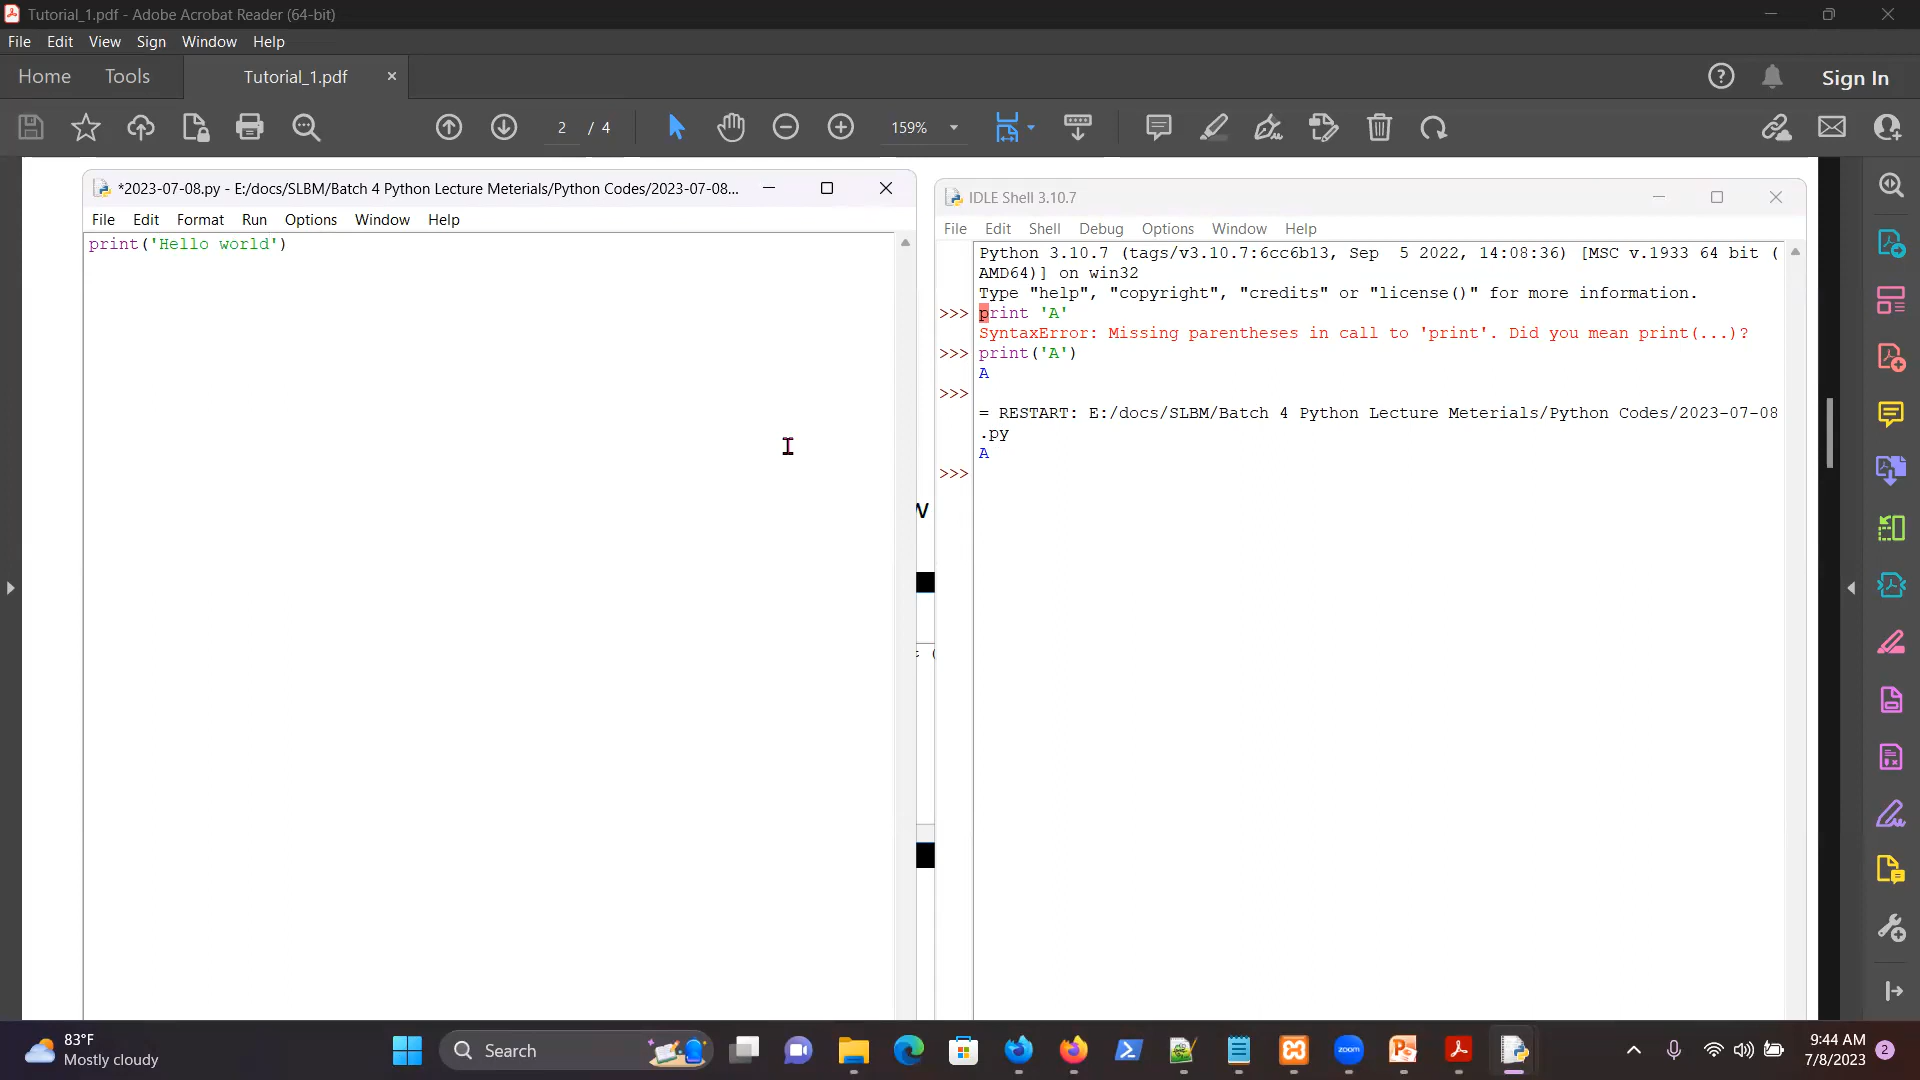 Tutorial_1.pdf - Adobe Acrobat Reader (64-bit)
File Edit View Sign Window Help
Home Tools Tutorial_1.pdf × Sign In
2 / 4 159%
*2023-07-08.py - E:/docs/SLBM/Batch 4 Python Lecture Meterials/Python Codes/2023-07-08...
File Edit Format Run Options Window Help
print('Hello world')
IDLE Shell 3.10.7
File Edit Shell Debug Options Window Help
Python 3.10.7 (tags/v3.10.7:6cc6b13, Sep  5 2022, 14:08:36) [MSC v.1933 64 bit (
AMD64)] on win32
Type "help", "copyright", "credits" or "license()" for more information.
>>> print 'A'
SyntaxError: Missing parentheses in call to 'print'. Did you mean print(...)?
>>> print('A')
A
>>>
= RESTART: E:/docs/SLBM/Batch 4 Python Lecture Meterials/Python Codes/2023-07-08
.py
A
>>>
83°F
Mostly cloudy
Search
zoom
9:44 AM
7/8/2023
2